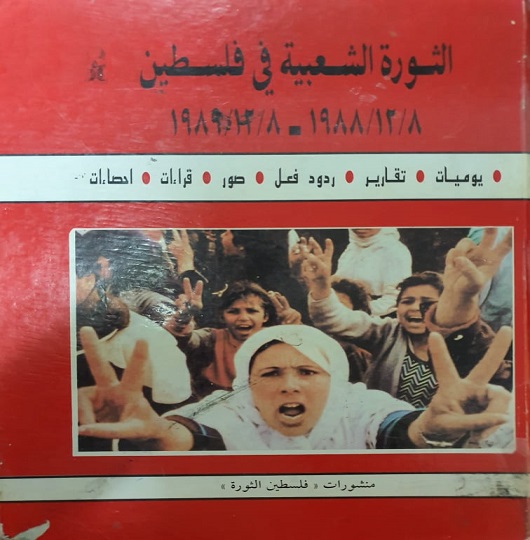 الثورة الشعبية في فلسطين
١٩٨٨/١٢/٨ - ١٩٨٩/١٢/٨
• يوميات • تقارير • ردود فعل • صور • قراءات • احصاءات
منشورات « فلسطين الثورة »